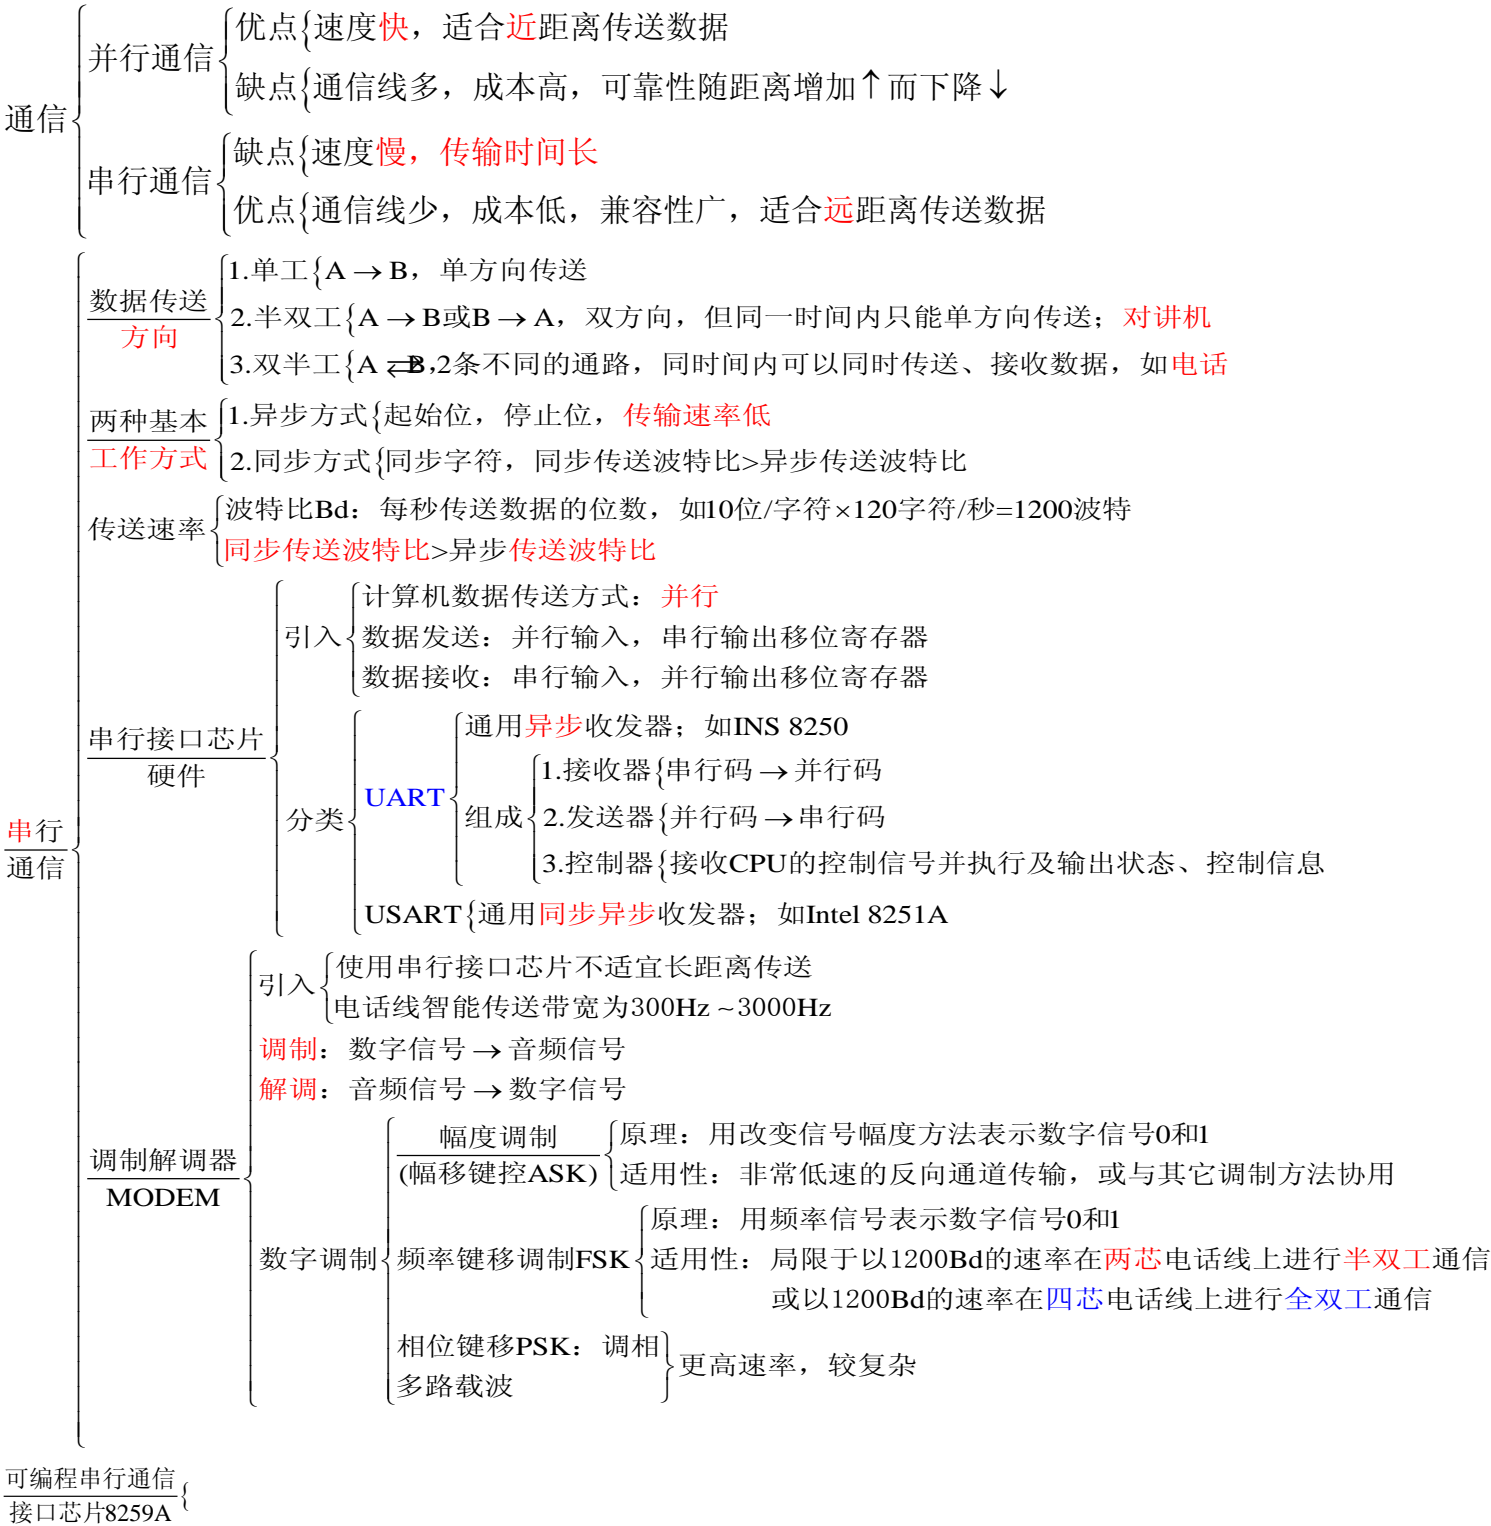 通信
并行通信
优点{速度快，适合近距离传送数据
缺点{通信线多，成本高，可靠性随距离增加↑而下降↓
串行通信
缺点{速度慢，传输时间长
优点{通信线少，成本低，兼容性广，适合远距离传送数据
串行
通信
数据传送
方向
1.单工{A → B，单方向传送
2.半双工{A → B或B → A，双方向，但同一时间内只能单方向传送；对讲机
3.双半工{A ⇄ B,2条不同的通路，同时间内可以同时传送、接收数据，如电话
两种基本
工作方式
1.异步方式{起始位，停止位，传输速率低
2.同步方式{同步字符，同步传送波特比>异步传送波特比
传送速率
波特比Bd：每秒传送数据的位数，如10位/字符×120字符/秒=1200波特
同步传送波特比>异步传送波特比
串行接口芯片
硬件
引入
计算机数据传送方式：并行
数据发送：并行输入，串行输出移位寄存器
数据接收：串行输入，并行输出移位寄存器
分类
UART
通用异步收发器；如INS 8250
组成
1.接收器{串行码 → 并行码
2.发送器{并行码 → 串行码
3.控制器{接收CPU的控制信号并执行及输出状态、控制信息
USART{通用同步异步收发器；如Intel 8251A
调制解调器
MODEM
引入
使用串行接口芯片不适宜长距离传送
电话线智能传送带宽为300Hz ~ 3000Hz
调制：数字信号 → 音频信号
解调：音频信号 → 数字信号
数字调制
幅度调制
(幅移键控ASK)
原理：用改变信号幅度方法表示数字信号0和1
适用性：非常低速的反向通道传输，或与其它调制方法协用
频率键移调制FSK
原理：用频率信号表示数字信号0和1
适用性：局限于以1200Bd的速率在两芯电话线上进行半双工通信
或以1200Bd的速率在四芯电话线上进行全双工通信
相位键移PSK：调相
多路载波
更高速率，较复杂
可编程串行通信
接口芯片8259A{